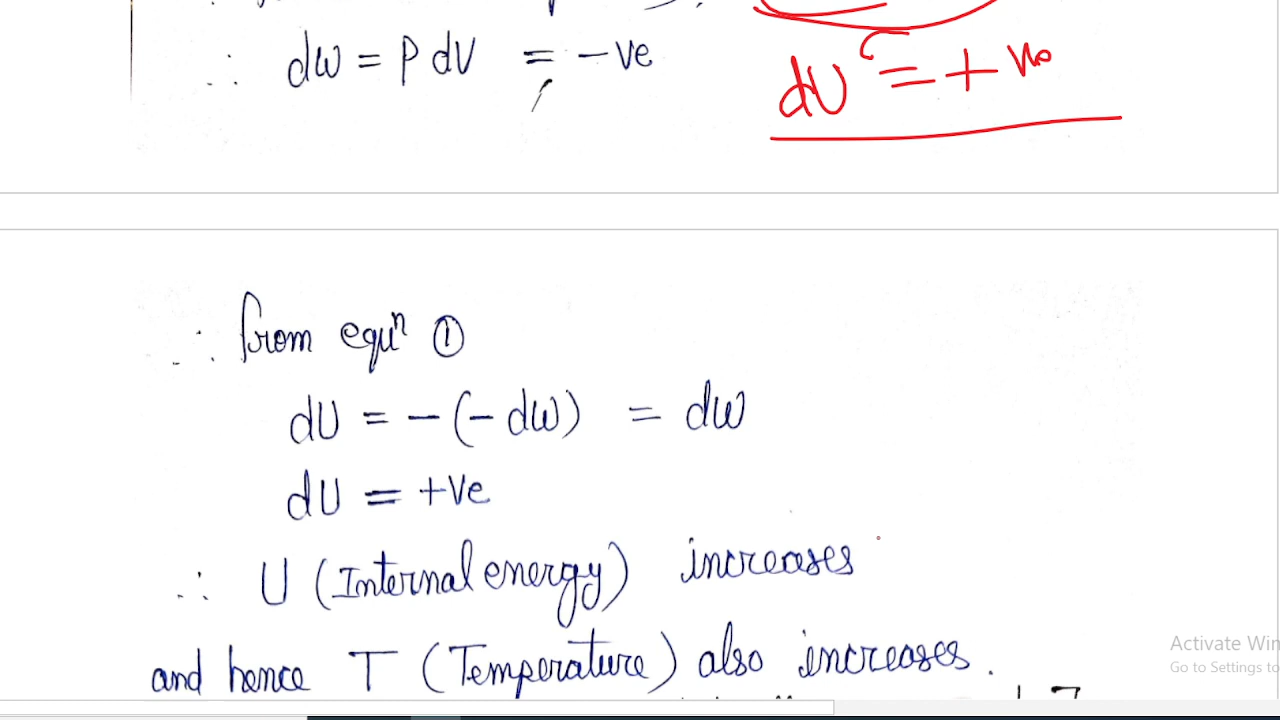 ∴ dw = P dV = -ve
dU = +ve
∴ from equⁿ ①
dU = -(-dw) = dw
dU = +ve
∴ U (Internal energy) increases
and hence T (Temperature) also increases.
Activate Win
Go to Settings to